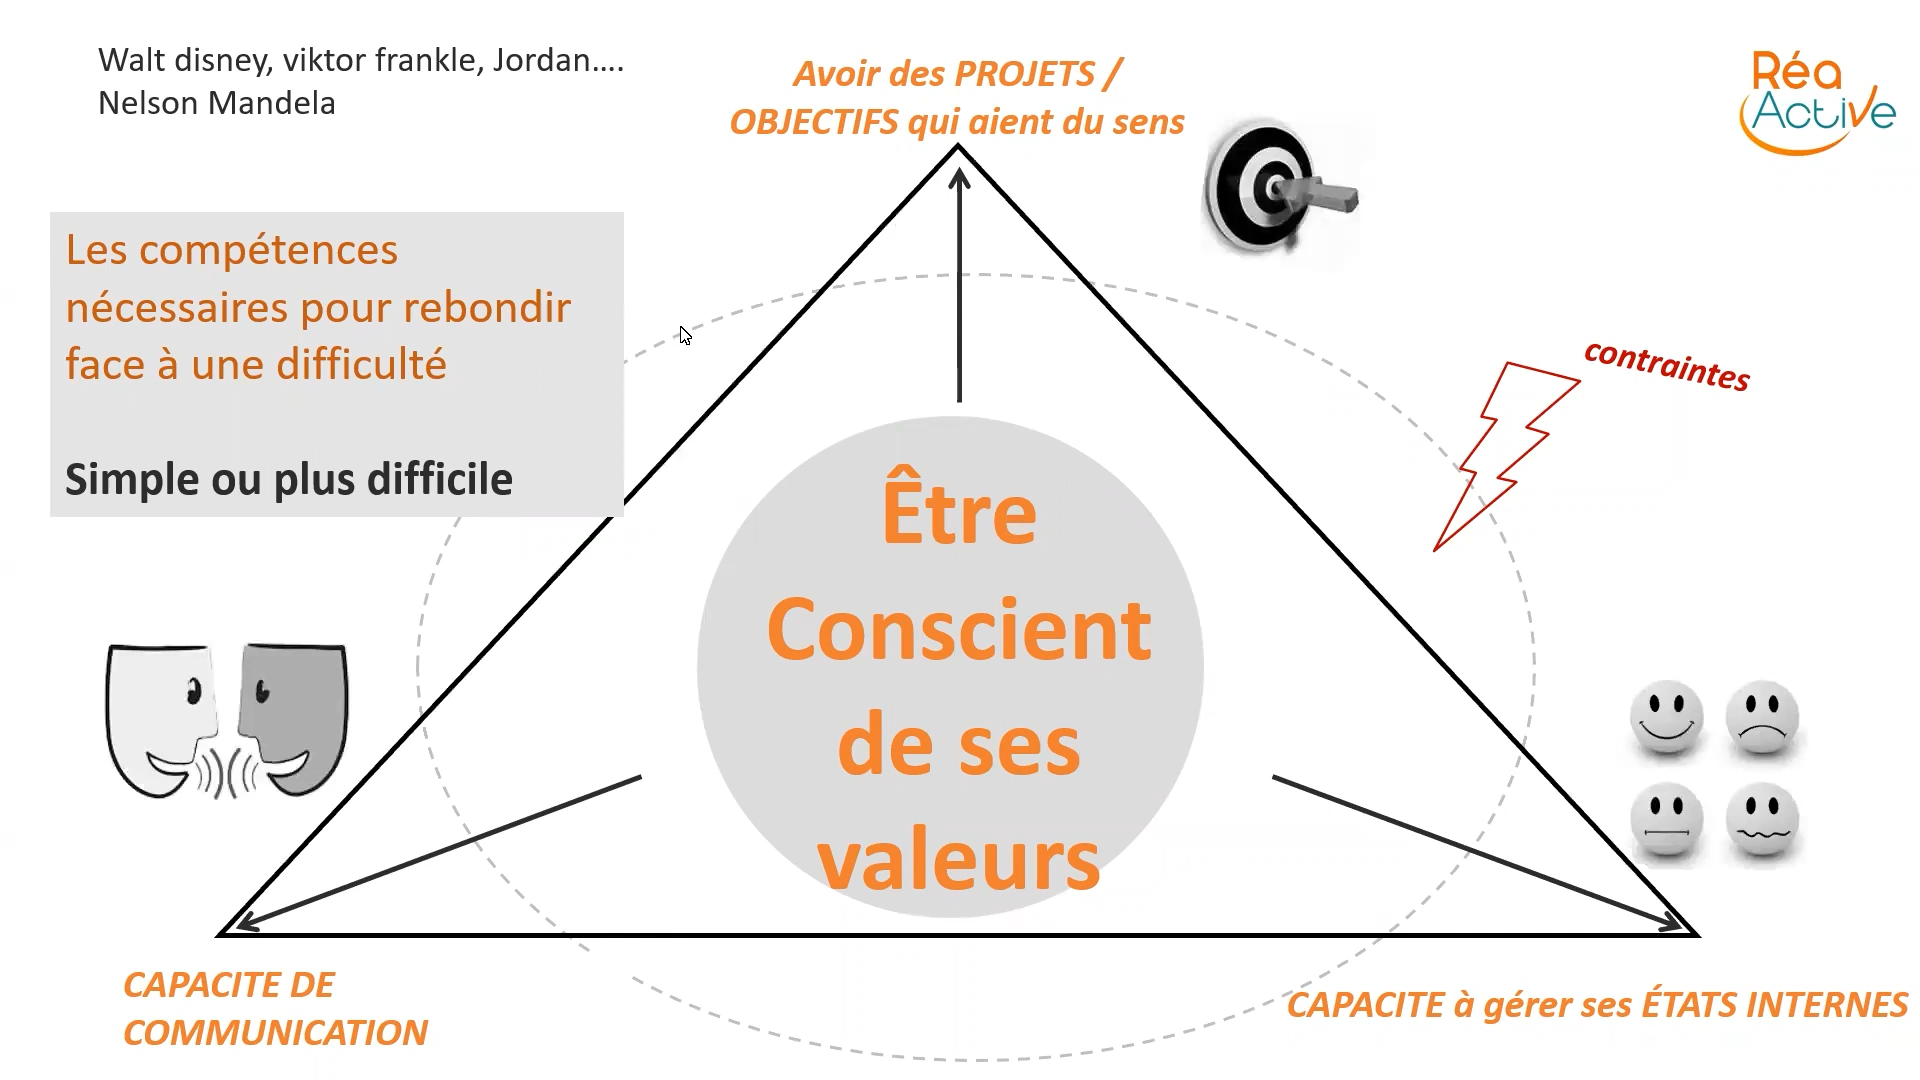 Walt disney, viktor frankle, Jordan....
Nelson Mandela
Avoir des PROJETS /
OBJECTIFS qui aient du sens
Réa
Active
Les compétences
nécessaires pour rebondir
face à une difficulté
Simple ou plus difficile
contraintes
Être
Conscient
de ses
valeurs
CAPACITE DE
COMMUNICATION
CAPACITE à gérer ses ÉTATS INTERNES